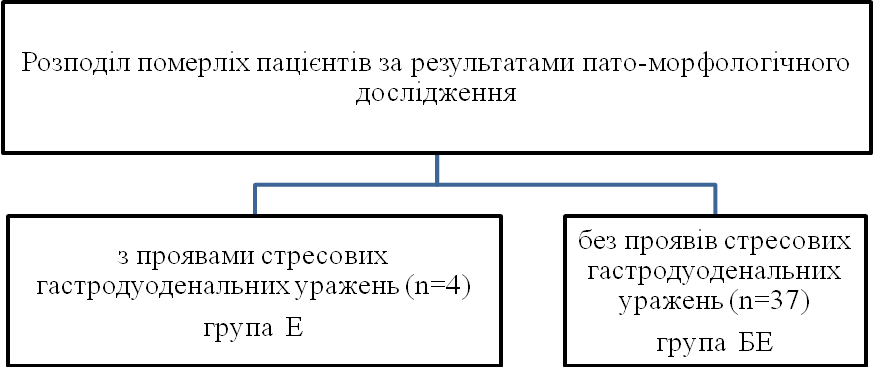 Розподіл померліх пацієнтів за результатами пато-морфологічного
дослідження
з проявами стресових
гастродуоденальних уражень (n=4)
група Е
без проявів стресових
гастродуоденальних
уражень (n=37)
група БЕ